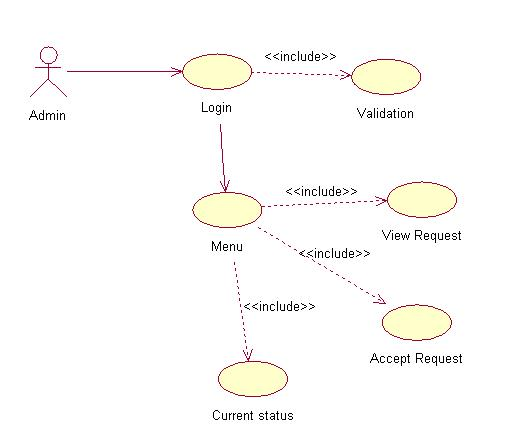 <<include>>
Admin
Login
Validation
<<include>>
View Request
Menu
<<include>>
<<include>>
Accept Request
Current status